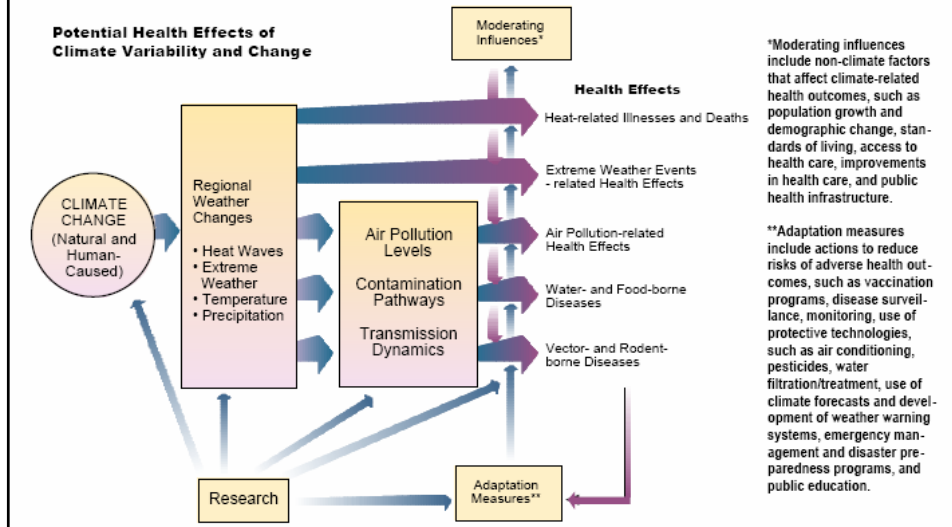 Potential Health Effects of
Climate Variability and Change
Moderating
Influences*
Health Effects
Heat-related Illnesses and Deaths
Extreme Weather Events
- related Health Effects
Air Pollution-related
Health Effects
Water- and Food-borne
Diseases
Vector- and Rodent-
borne Diseases
CLIMATE
CHANGE
(Natural and
Human-
Caused)
Regional
Weather
Changes
• Heat Waves
• Extreme
Weather
• Temperature
• Precipitation
Air Pollution
Levels
Contamination
Pathways
Transmission
Dynamics
Research
Adaptation
Measures**
*Moderating influences
include non-climate factors
that affect climate-related
health outcomes, such as
population growth and
demographic change, stan-
dards of living, access to
health care, improvements
in health care, and public
health infrastructure.
**Adaptation measures
include actions to reduce
risks of adverse health out-
comes, such as vaccination
programs, disease surveil-
lance, monitoring, use of
protective technologies,
such as air conditioning,
pesticides, water
filtration/treatment, use of
climate forecasts and devel-
opment of weather warning
systems, emergency man-
agement and disaster pre-
paredness programs, and
public education.